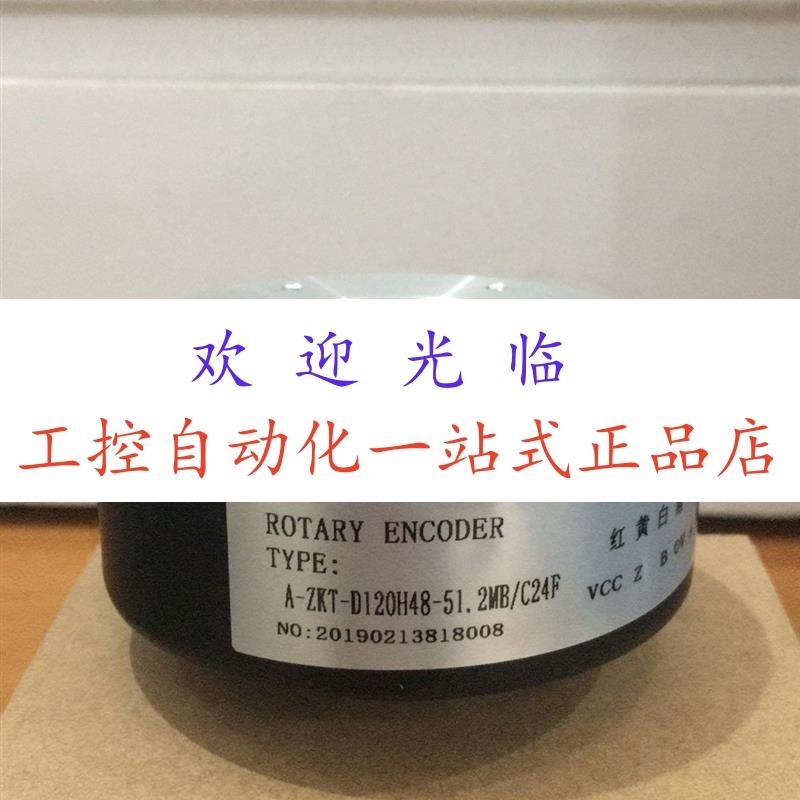 欢迎光临
工控自动化一站式正品店
ROTARY ENCODER
TYPE:
A-ZKT-D120H48-51.2MB/C24F
NO:20190213818008
红 黄 白
VCC Z B 0V